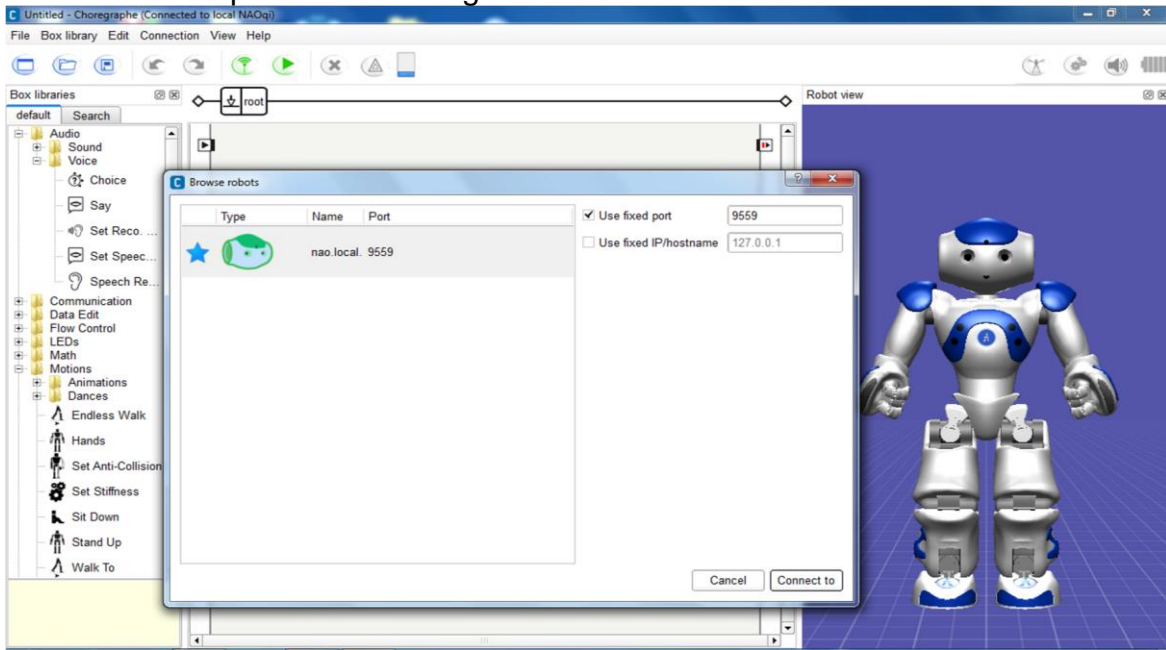 Untitled - Choregraphe (Connected to local NAOqi)
File Box library Edit Connection View Help
Box libraries
root
Robot view
default Search
Audio
Sound
Voice
Choice
Say
Set Reco. ...
Set Speec...
Speech Re...
Communication
Data Edit
Flow Control
LEDs
Math
Motions
Animations
Dances
Endless Walk
Hands
Set Anti-Collision
Set Stiffness
Sit Down
Stand Up
Walk To
Browse robots
Type Name Port
nao.local. 9559
Use fixed port 9559
Use fixed IP/hostname 127.0.0.1
Cancel Connect to